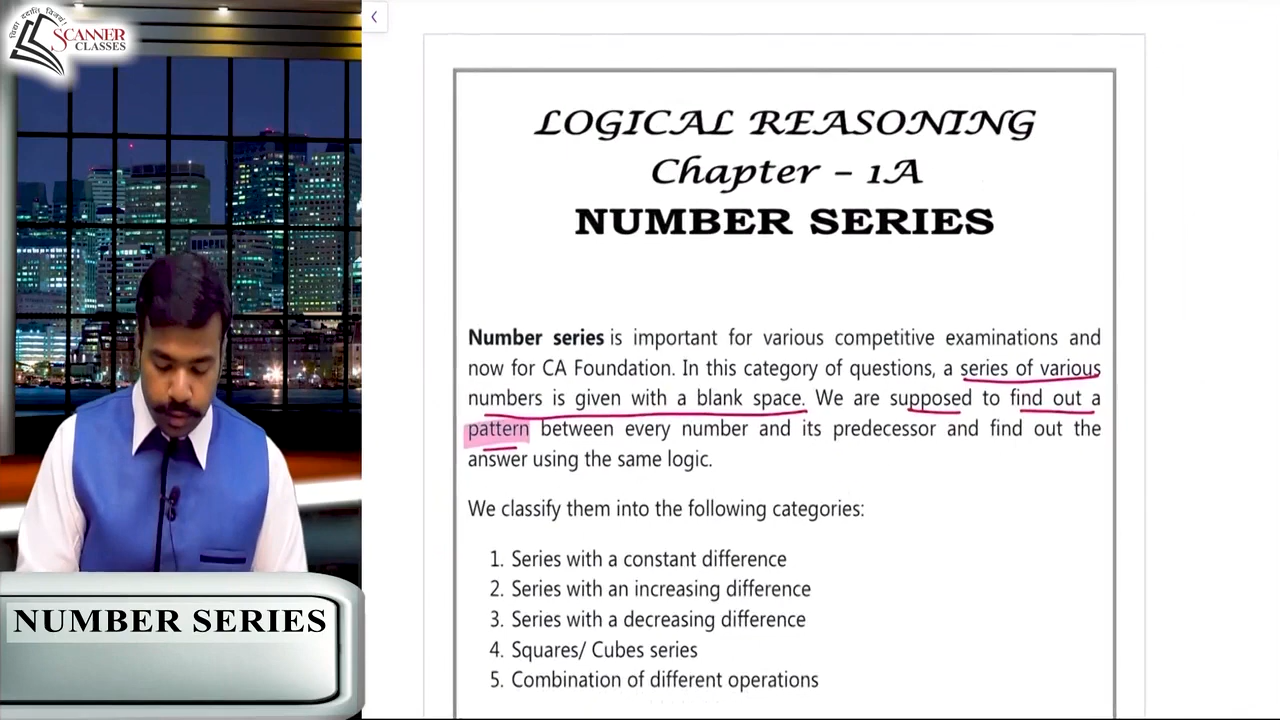 विद्या ददाति विजयं
SCANNER
CLASSES
LOGICAL REASONING
Chapter – 1A
NUMBER SERIES
Number series is important for various competitive examinations and
now for CA Foundation. In this category of questions, a series of various
numbers is given with a blank space. We are supposed to find out a
pattern between every number and its predecessor and find out the
answer using the same logic.
We classify them into the following categories:
1. Series with a constant difference
2. Series with an increasing difference
3. Series with a decreasing difference
4. Squares/ Cubes series
5. Combination of different operations
NUMBER SERIES